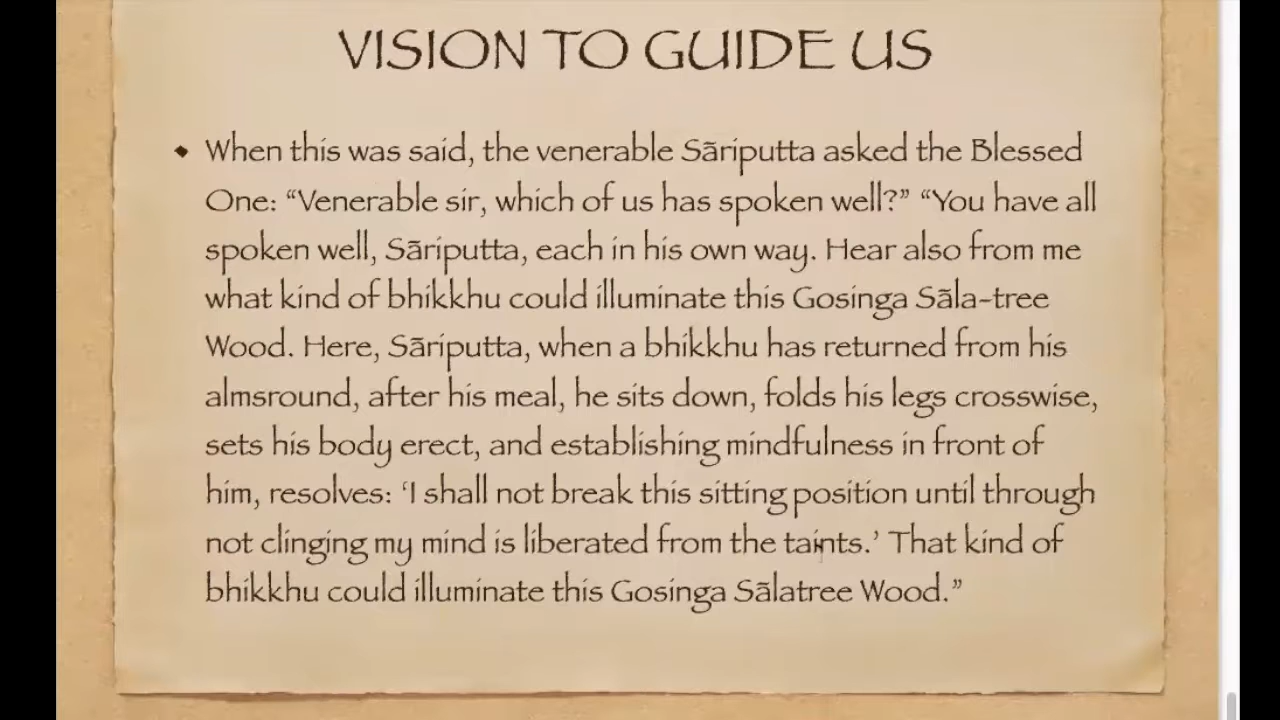 VISION TO GUIDE US
• When this was said, the venerable Sāriputta asked the Blessed
One: “Venerable sir, which of us has spoken well?” “You have all
spoken well, Sāriputta, each in his own way. Hear also from me
what kind of bhikkhu could illuminate this Gosinga Sāla-tree
Wood. Here, Sāriputta, when a bhikkhu has returned from his
almsround, after his meal, he sits down, folds his legs crosswise,
sets his body erect, and establishing mindfulness in front of
him, resolves: ‘I shall not break this sitting position until through
not clinging my mind is liberated from the taints.’ That kind of
bhikkhu could illuminate this Gosinga Sālatree Wood.”